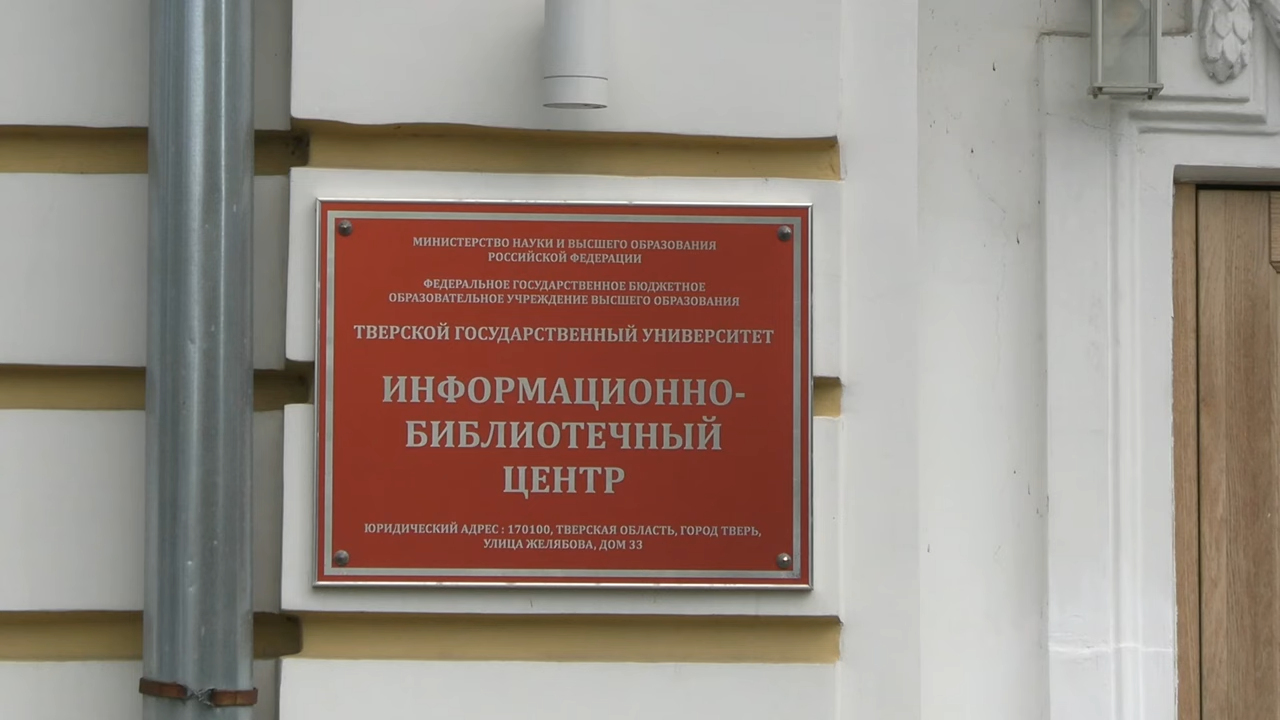 МИНИСТЕРСТВО НАУКИ И ВЫСШЕГО ОБРАЗОВАНИЯ
РОССИЙСКОЙ ФЕДЕРАЦИИ
ФЕДЕРАЛЬНОЕ ГОСУДАРСТВЕННОЕ БЮДЖЕТНОЕ
ОБРАЗОВАТЕЛЬНОЕ УЧРЕЖДЕНИЕ ВЫСШЕГО ОБРАЗОВАНИЯ
ТВЕРСКОЙ ГОСУДАРСТВЕННЫЙ УНИВЕРСИТЕТ
ИНФОРМАЦИОННО-
БИБЛИОТЕЧНЫЙ
ЦЕНТР
ЮРИДИЧЕСКИЙ АДРЕС : 170100, ТВЕРСКАЯ ОБЛАСТЬ, ГОРОД ТВЕРЬ,
УЛИЦА ЖЕЛЯБОВА, ДОМ 33